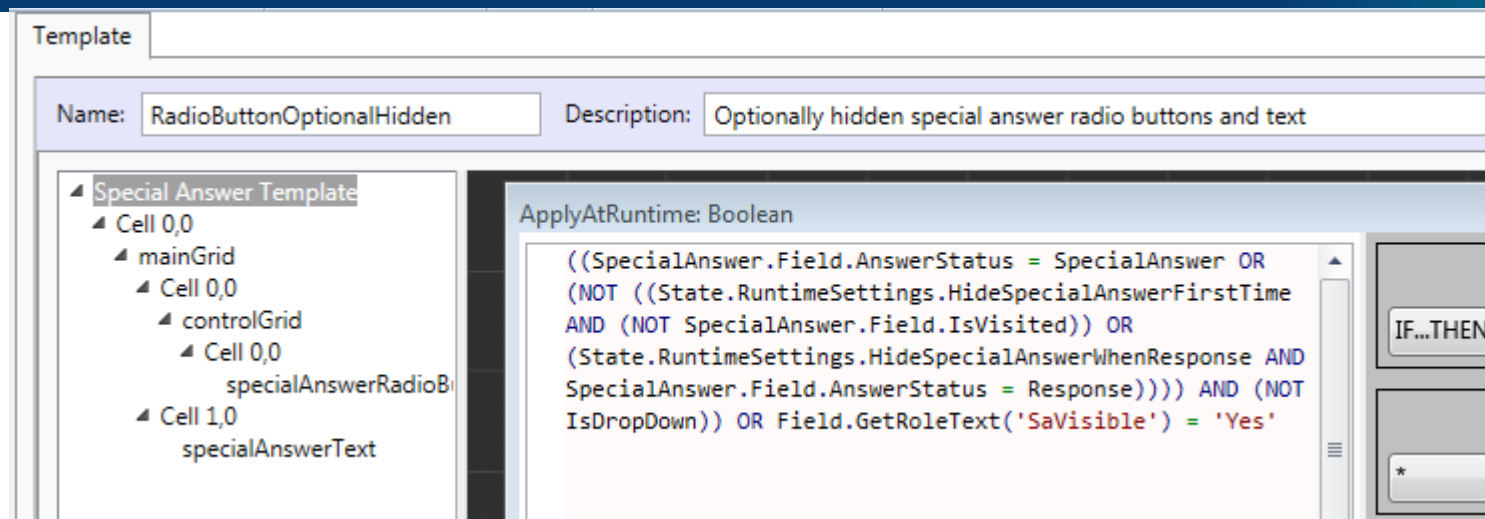 Template
Name: RadioButtonOptionalHidden Description: Optionally hidden special answer radio buttons and text
Special Answer Template
Cell 0,0
mainGrid
Cell 0,0
controlGrid
Cell 0,0
specialAnswerRadioB
Cell 1,0
specialAnswerText
ApplyAtRuntime: Boolean
((SpecialAnswer.Field.AnswerStatus = SpecialAnswer OR
(NOT ((State.RuntimeSettings.HideSpecialAnswerFirstTime
AND (NOT SpecialAnswer.Field.IsVisited)) OR
(State.RuntimeSettings.HideSpecialAnswerWhenResponse AND
SpecialAnswer.Field.AnswerStatus = Response)))) AND (NOT
IsDropDown)) OR Field.GetRoleText('SaVisible') = 'Yes'
IF...THEN
*